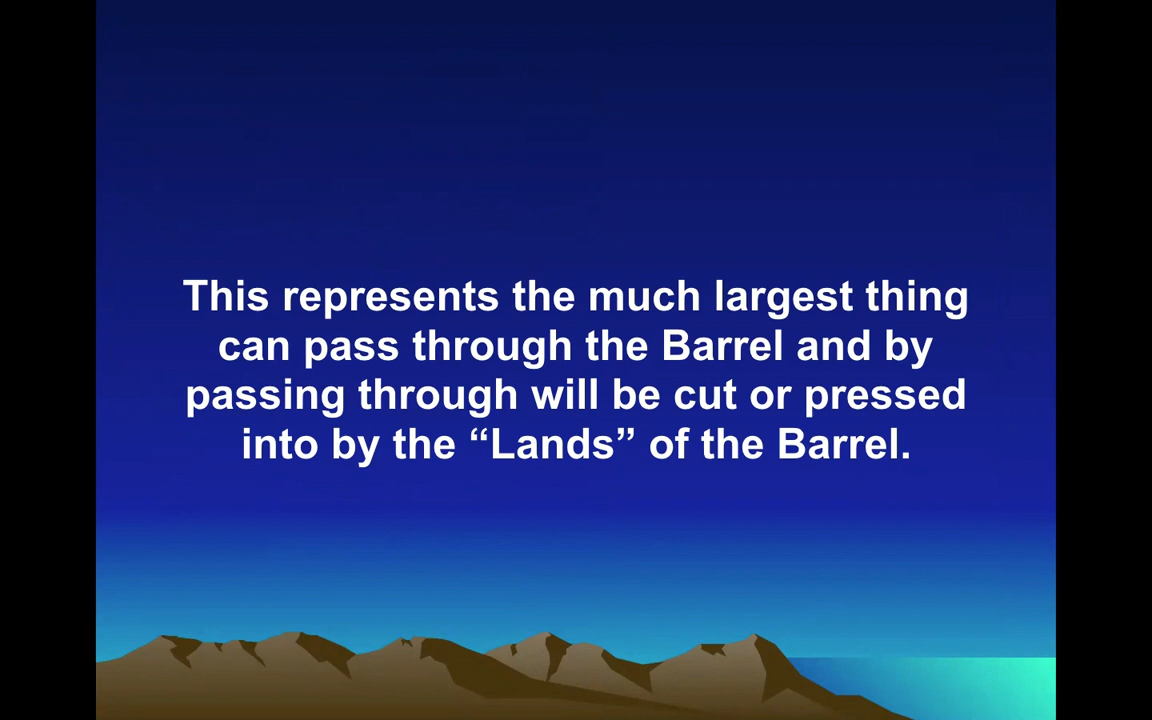 This represents the much largest thing
can pass through the Barrel and by
passing through will be cut or pressed
into by the “Lands” of the Barrel.